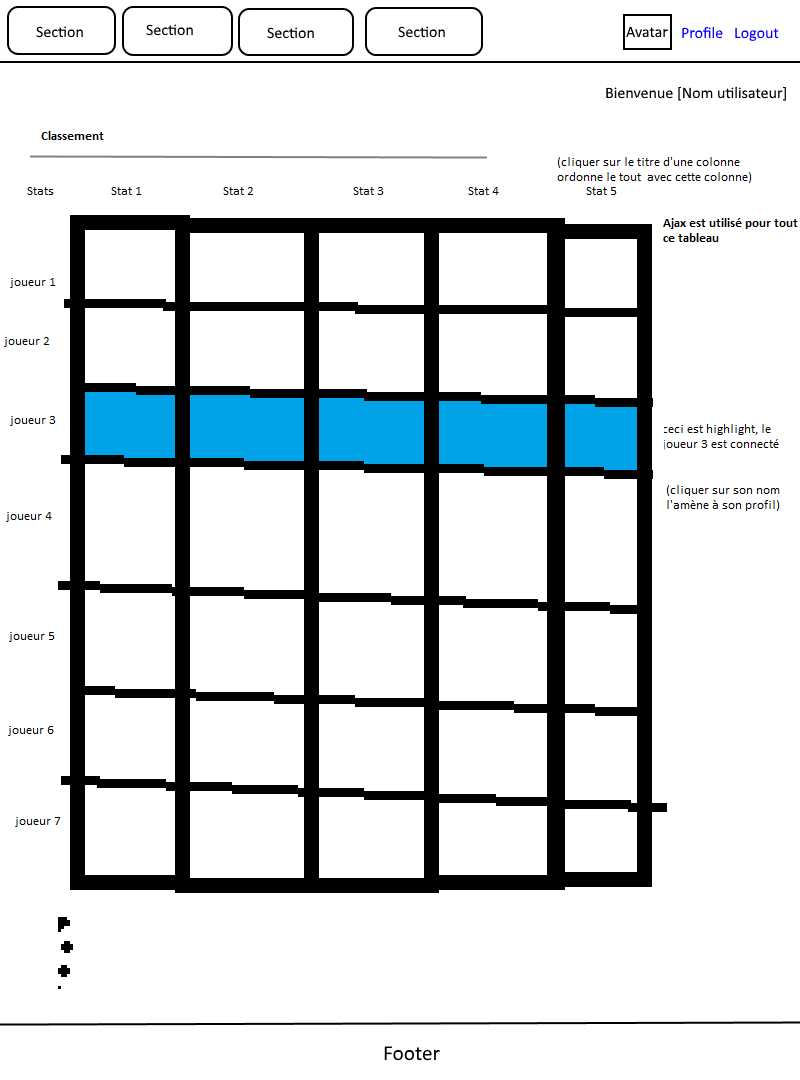 Section Section Section Section Avatar Profile Logout
Bienvenue [Nom utilisateur]
Classement
(cliquer sur le titre d'une colonne
ordonne le tout avec cette colonne)
Stats Stat 1 Stat 2 Stat 3 Stat 4 Stat 5
Ajax est utilisé pour tout
ce tableau
joueur 1
joueur 2
joueur 3
ceci est highlight, le
joueur 3 est connecté
(cliquer sur son nom
l'amène à son profil)
joueur 4
joueur 5
joueur 6
joueur 7
Footer